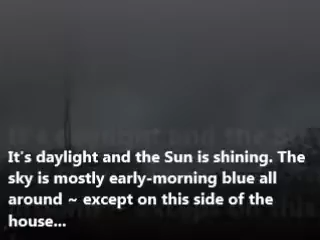 It's daylight and the Sun is shining. The
sky is mostly early-morning blue all
around ~ except on this side of the
house...